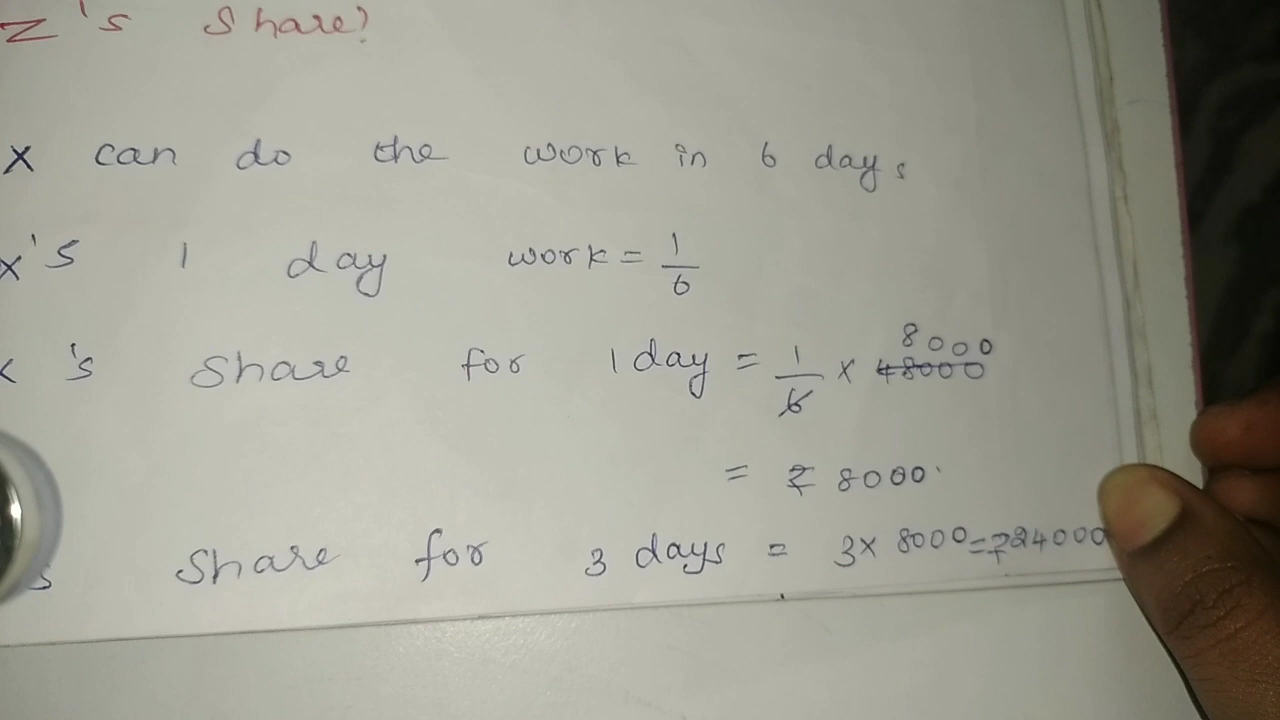 Z's Share?
X can do the work in 6 days
X's 1 day work = 1/6
X's Share for 1 day = 1/6 x 48000 8000
= ₹ 8000.
s Share for 3 days = 3x 8000 = ₹24000